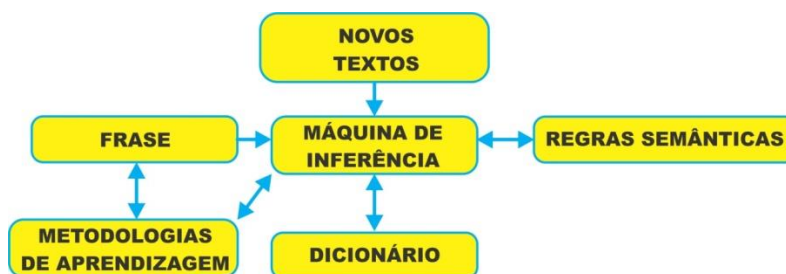 NOVOS
TEXTOS
FRASE
MÁQUINA DE
INFERÊNCIA
REGRAS SEMÂNTICAS
METODOLOGIAS
DE APRENDIZAGEM
DICIONÁRIO